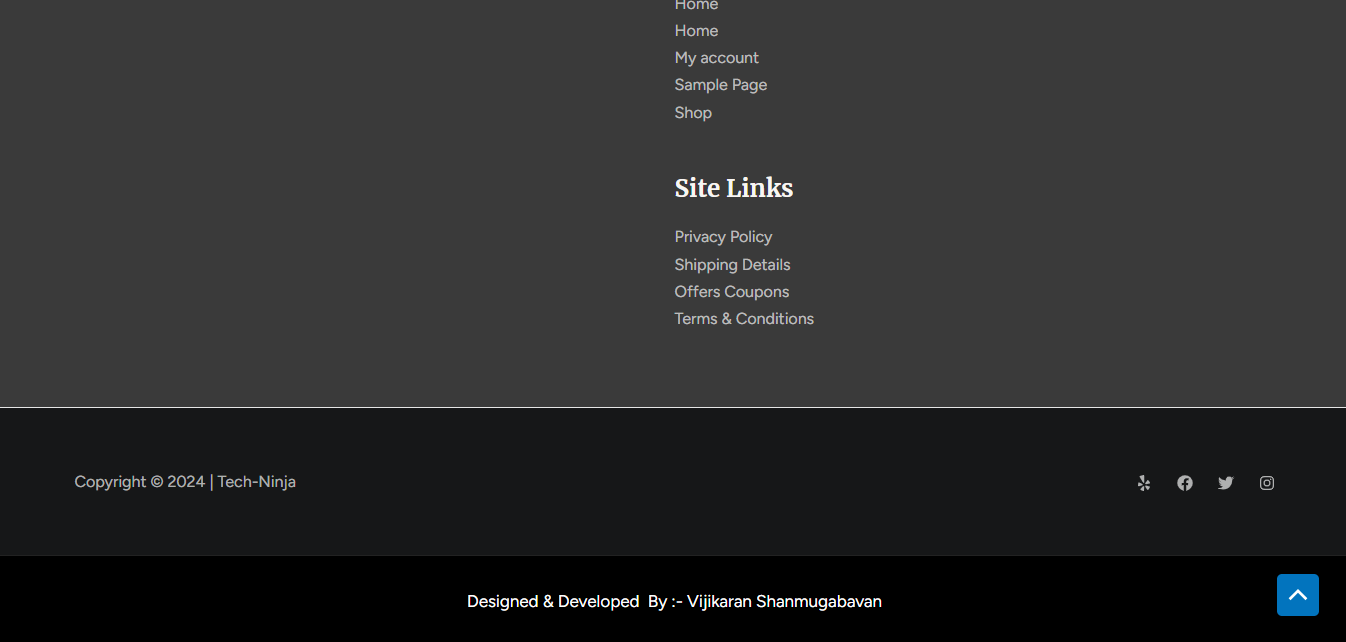 Home
Home
My account
Sample Page
Shop
Site Links
Privacy Policy
Shipping Details
Offers Coupons
Terms & Conditions
Copyright © 2024 | Tech-Ninja
Designed & Developed  By :- Vijikaran Shanmugabavan